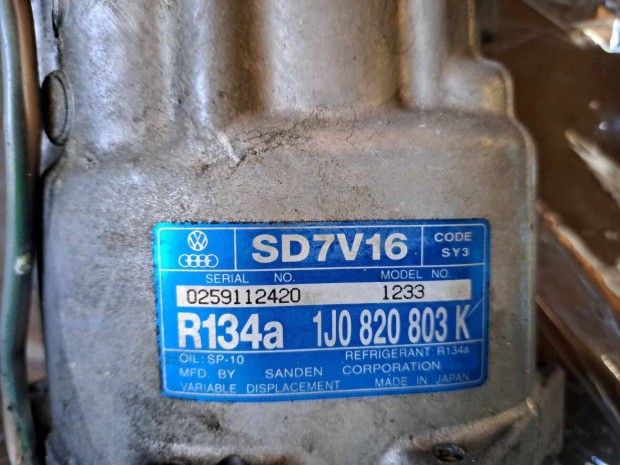 SD7V16 CODE
SY3
SERIAL NO. MODEL NO.
0259112420 1233
R134a 1J0 820 803 K
OIL: SP-10 REFRIGERANT: R134a
MFD BY SANDEN CORPORATION
VARIABLE DISPLACEMENT MADE IN JAPAN